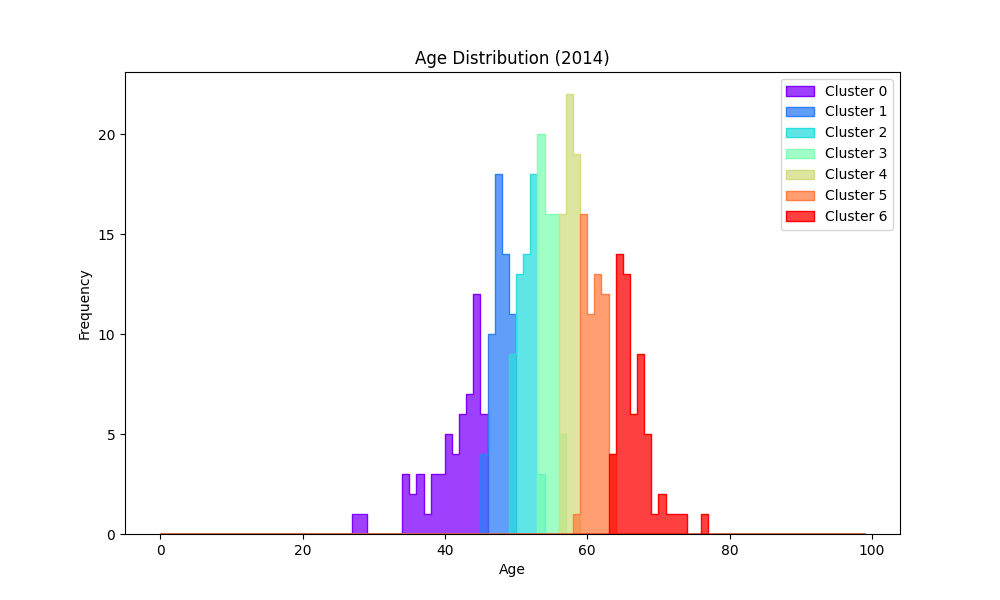 Age Distribution (2014)
Cluster 0
Cluster 1
Cluster 2
Cluster 3
Cluster 4
Cluster 5
Cluster 6
20
15
10
5
0
Frequency
0 20 40 60 80 100
Age